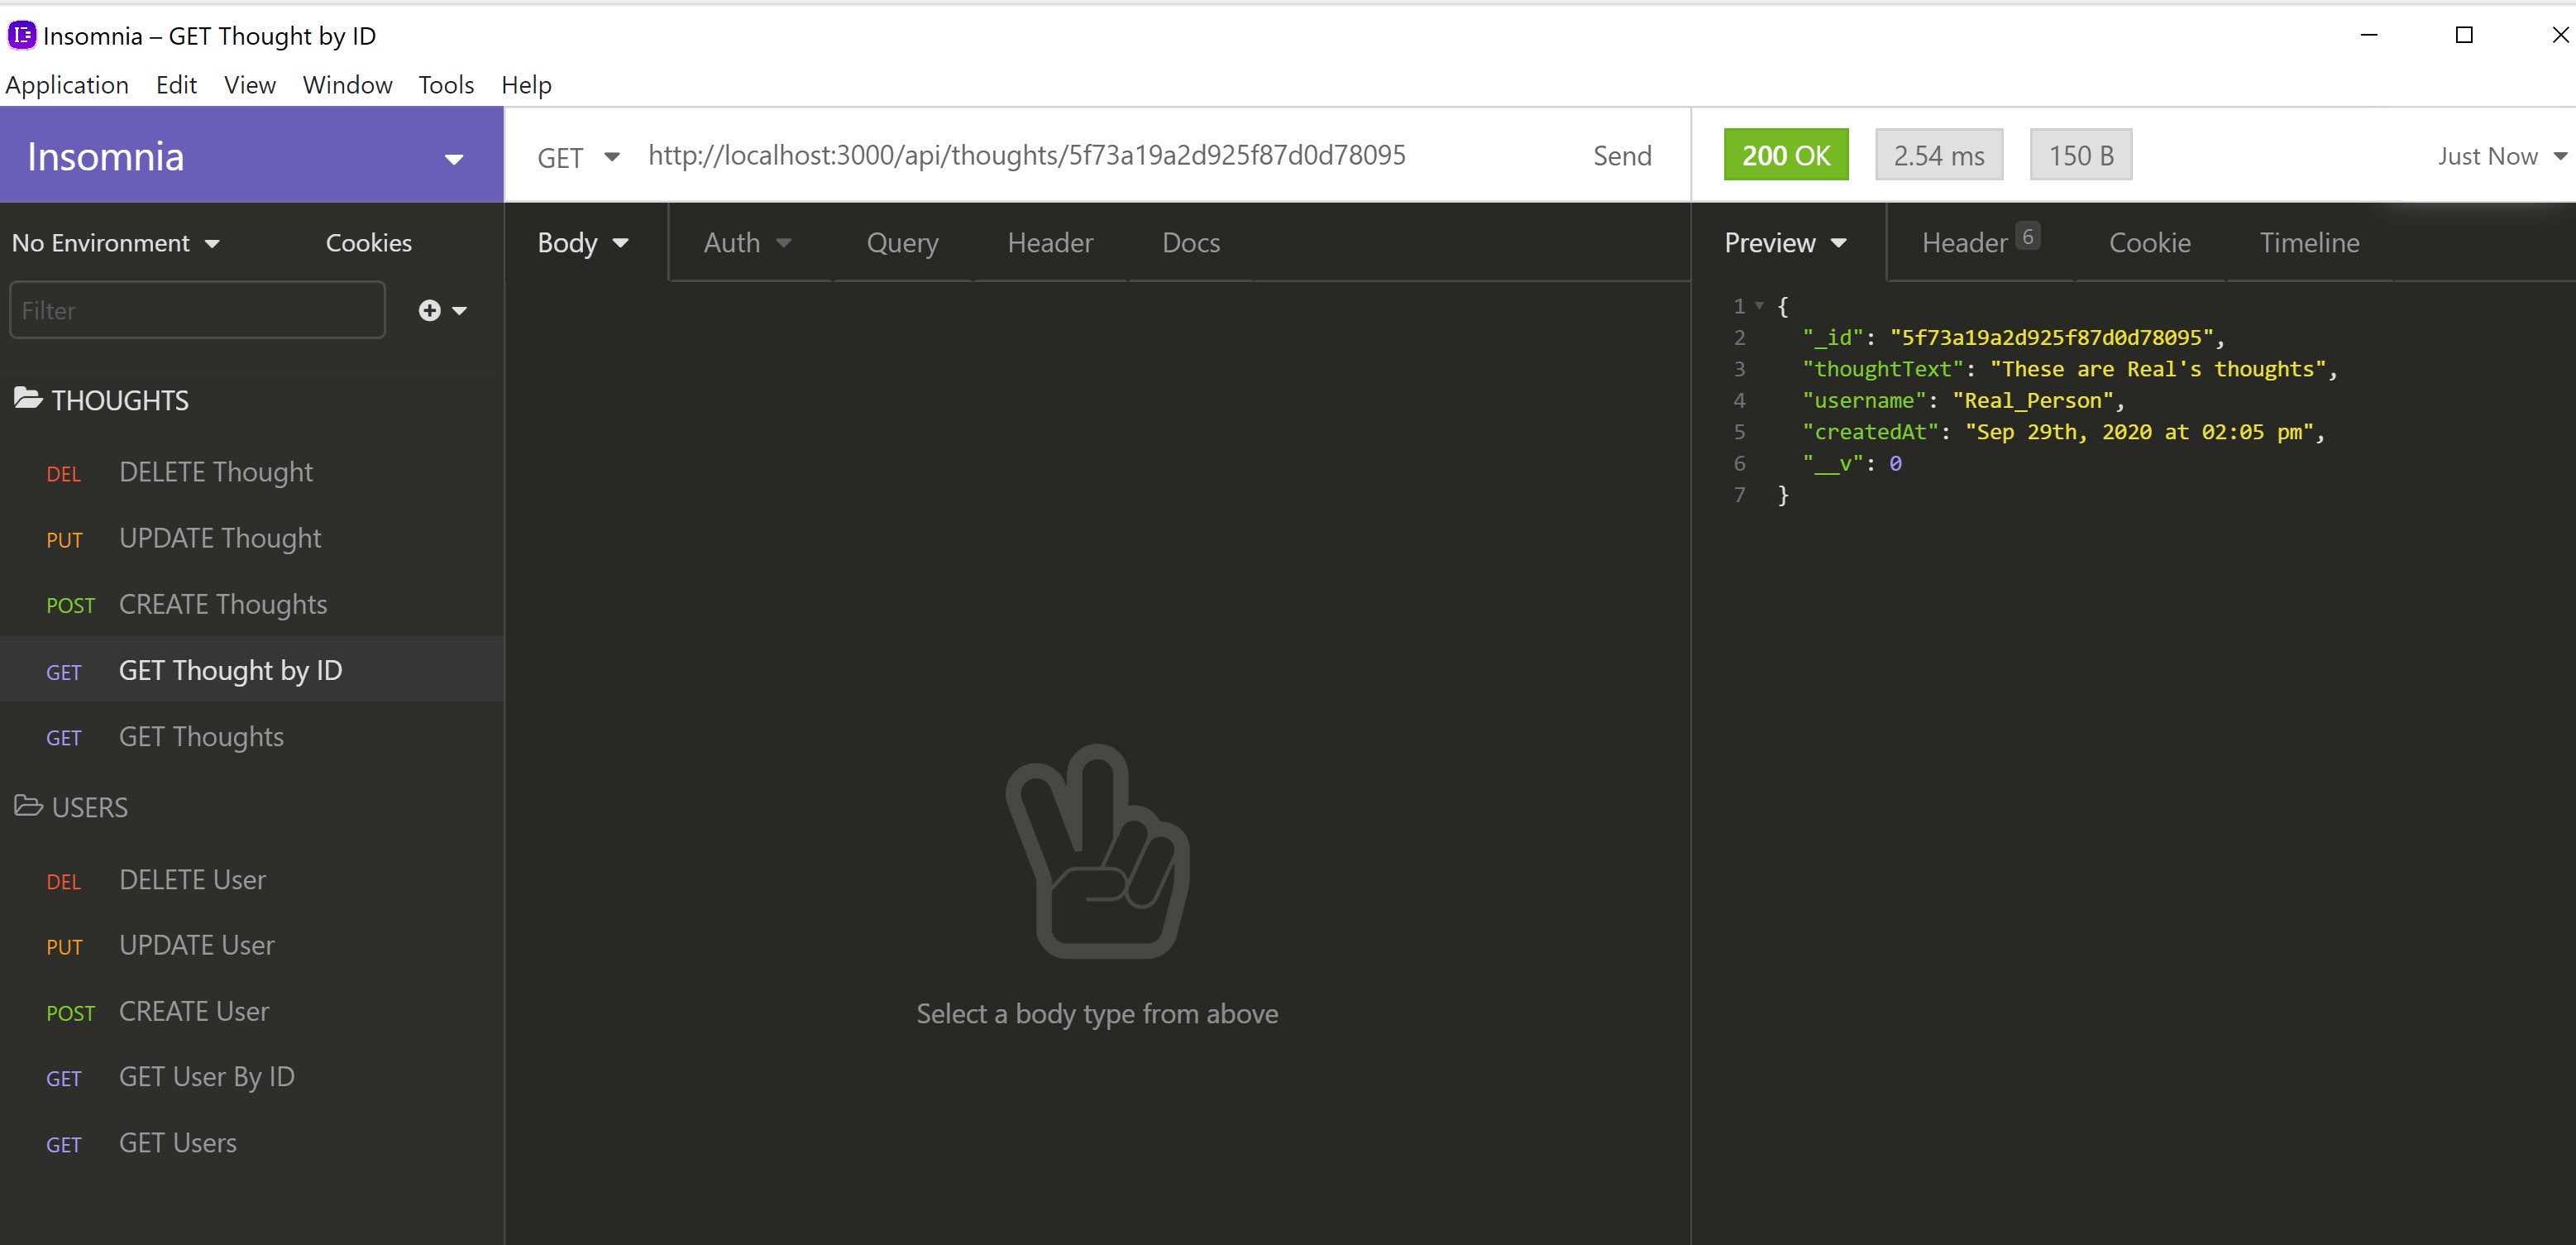 Insomnia – GET Thought by ID
Application Edit View Window Tools Help
Insomnia
GET http://localhost:3000/api/thoughts/5f73a19a2d925f87d0d78095 Send
200 OK 2.54 ms 150 B Just Now
No Environment Cookies
Filter
THOUGHTS
DEL DELETE Thought
PUT UPDATE Thought
POST CREATE Thoughts
GET GET Thought by ID
GET GET Thoughts
USERS
DEL DELETE User
PUT UPDATE User
POST CREATE User
GET GET User By ID
GET GET Users
Body Auth Query Header Docs
Select a body type from above
Preview Header 6 Cookie Timeline
1 {
2 "_id": "5f73a19a2d925f87d0d78095",
3 "thoughtText": "These are Real's thoughts",
4 "username": "Real_Person",
5 "createdAt": "Sep 29th, 2020 at 02:05 pm",
6 "__v": 0
7 }